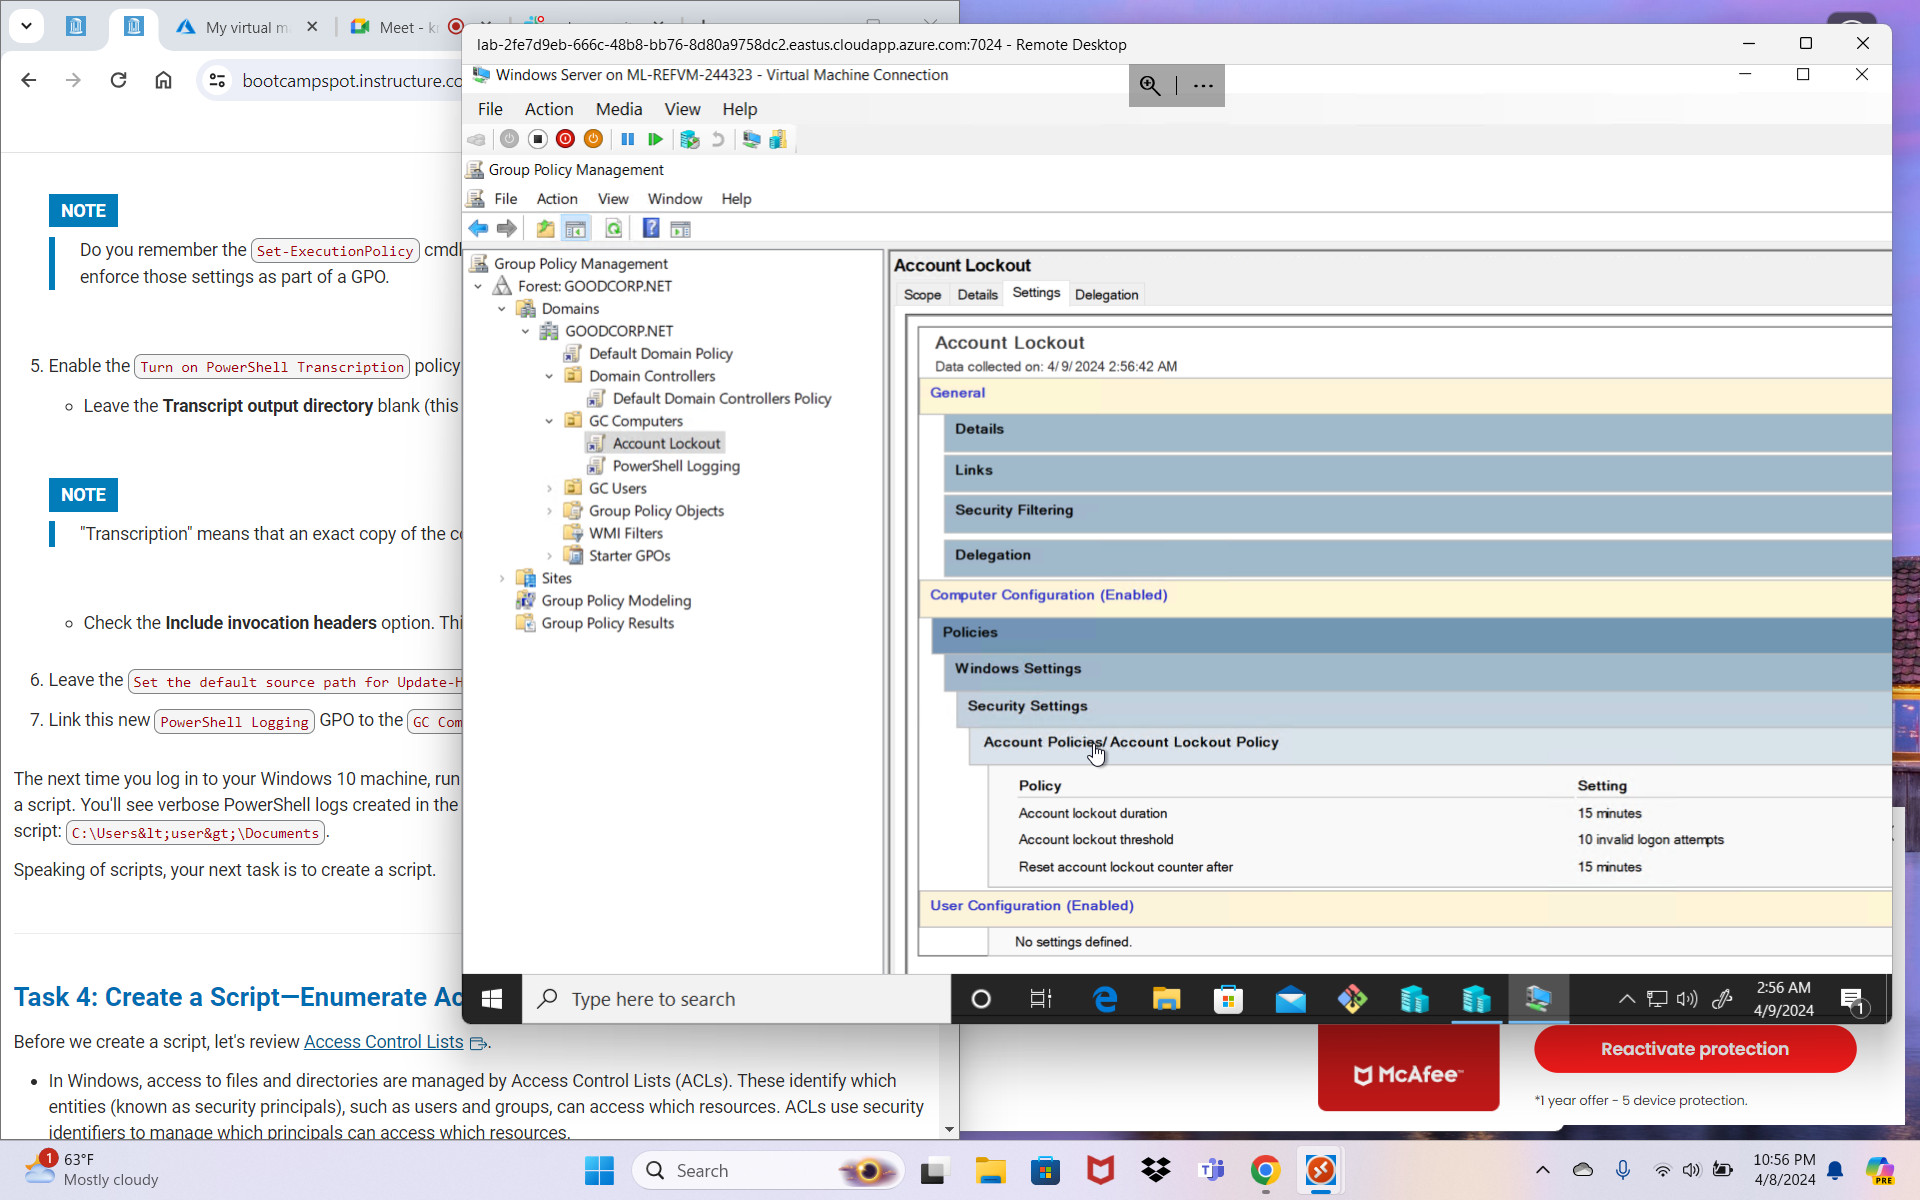 My virtual m
Meet - k
bootcampspot.instructure.co
NOTE
Do you remember the Set-ExecutionPolicy cmdl
enforce those settings as part of a GPO.
5. Enable the Turn on PowerShell Transcription policy
Leave the Transcript output directory blank (this
NOTE
"Transcription" means that an exact copy of the co
Check the Include invocation headers option. Thi
6. Leave the Set the default source path for Update-H
7. Link this new PowerShell Logging GPO to the GC Com
The next time you log in to your Windows 10 machine, run
a script. You'll see verbose PowerShell logs created in the
script: C:\Users&lt;user&gt;\Documents.
Speaking of scripts, your next task is to create a script.
Task 4: Create a Script—Enumerate Ac
Before we create a script, let's review Access Control Lists.
In Windows, access to files and directories are managed by Access Control Lists (ACLs). These identify which
entities (known as security principals), such as users and groups, can access which resources. ACLs use security
identifiers to manage which principals can access which resources.
lab-2fe7d9eb-666c-48b8-bb76-8d80a9758dc2.eastus.cloudapp.azure.com:7024 - Remote Desktop
Windows Server on ML-REFVM-244323 - Virtual Machine Connection
File Action Media View Help
Group Policy Management
File Action View Window Help
Group Policy Management
Forest: GOODCORP.NET
Domains
GOODCORP.NET
Default Domain Policy
Domain Controllers
Default Domain Controllers Policy
GC Computers
Account Lockout
PowerShell Logging
GC Users
Group Policy Objects
WMI Filters
Starter GPOs
Sites
Group Policy Modeling
Group Policy Results
Account Lockout
Scope Details Settings Delegation
Account Lockout
Data collected on: 4/9/2024 2:56:42 AM
General
Details
Links
Security Filtering
Delegation
Computer Configuration (Enabled)
Policies
Windows Settings
Security Settings
Account Policies/Account Lockout Policy
Policy Setting
Account lockout duration 15 minutes
Account lockout threshold 10 invalid logon attempts
Reset account lockout counter after 15 minutes
User Configuration (Enabled)
No settings defined.
Type here to search
2:56 AM
4/9/2024
1
McAfee
Reactivate protection
*1 year offer - 5 device protection.
1
63°F
Mostly cloudy
Search
10:56 PM
4/8/2024
PRE